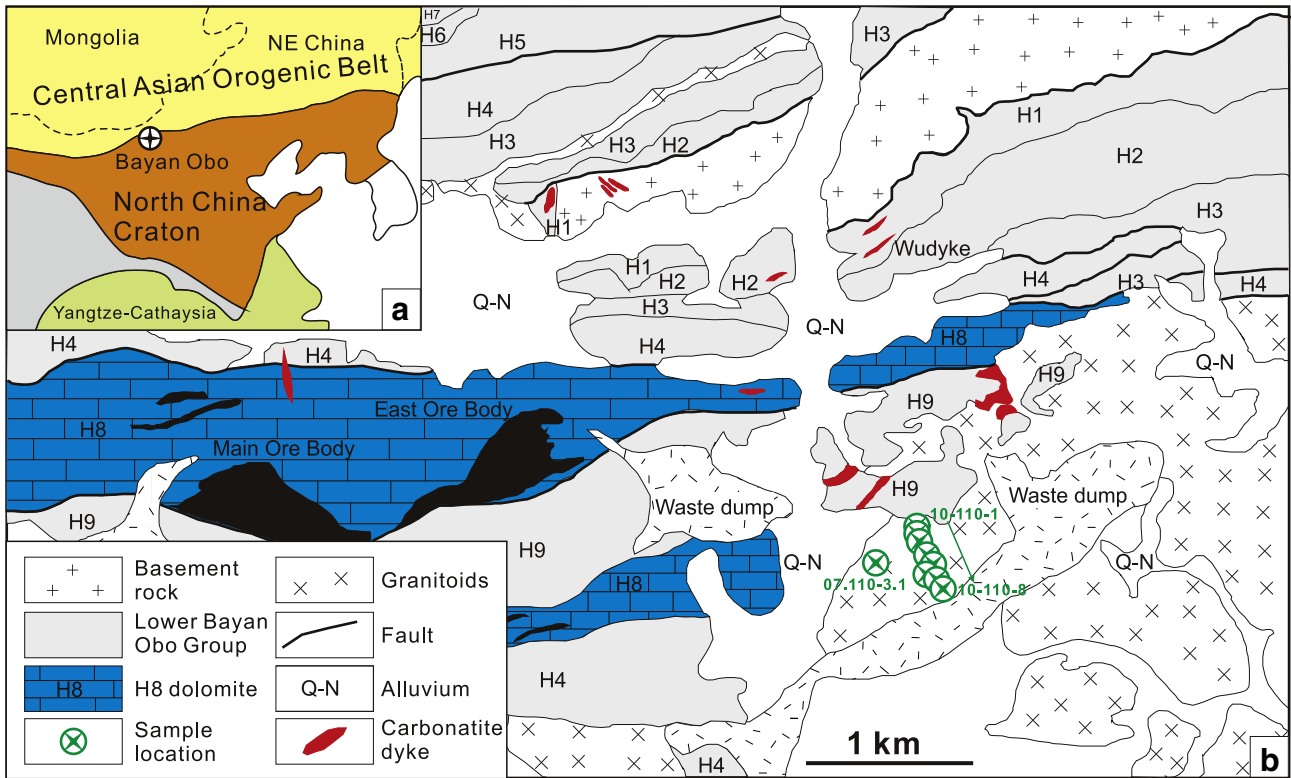 Mongolia
NE China
Central Asian Orogenic Belt
Bayan Obo
North China
Craton
Yangtze-Cathaysia
a
H7
H6
H5
H3
H4
H3
H3
H2
H1
H1
H2
H3
Wudyke
H1
H2
H2
H3
H4
Q-N
Q-N
H4
H3
H4
Q-N
H4
H4
H8
H9
H9
East Ore Body
H8
Main Ore Body
H9
Waste dump
H9
Waste dump
10-110-1
07.110-3.1
10-110-8
H9
H8
Q-N
Q-N
H4
H4
Basement
rock
Granitoids
Lower Bayan
Obo Group
Fault
H8
H8 dolomite
Q-N
Alluvium
Sample
location
Carbonatite
dyke
1 km
b